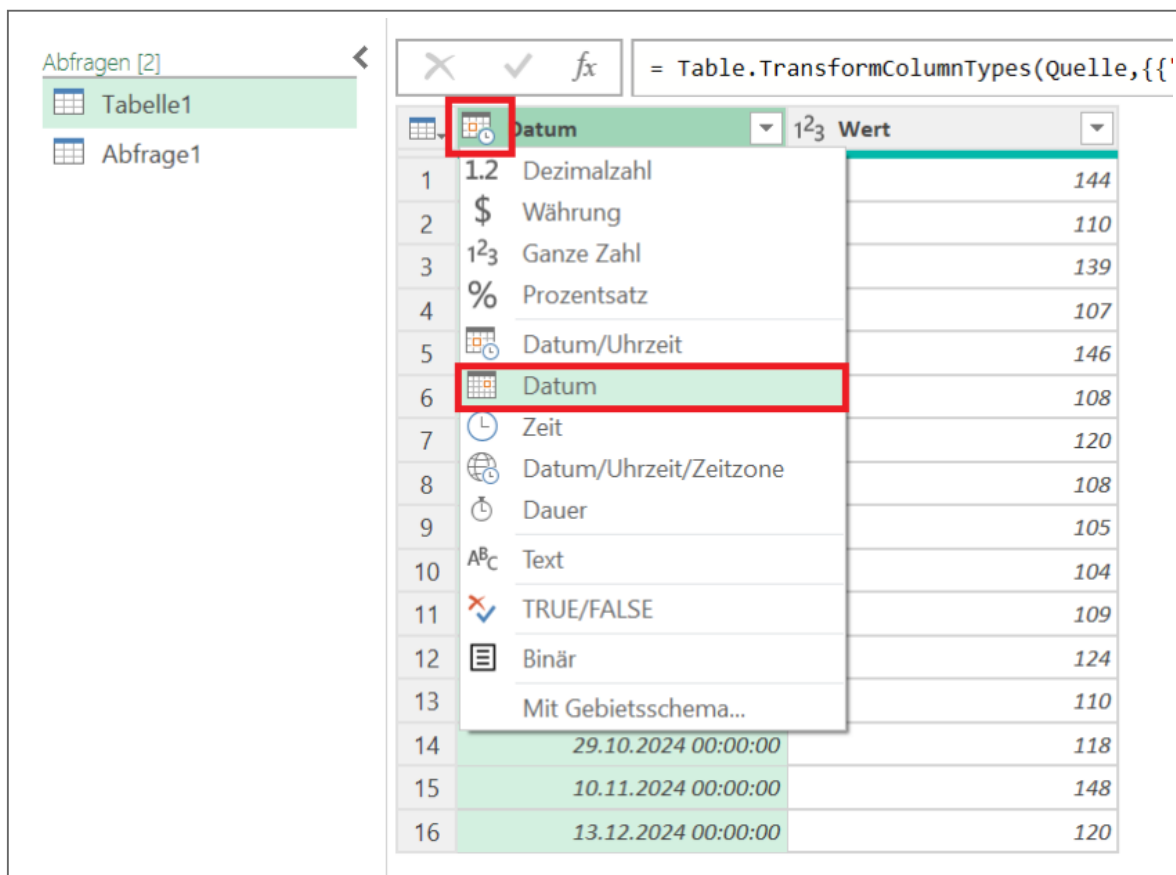 Abfragen [2]
Tabelle1
Abfrage1
fx
= Table.TransformColumnTypes(Quelle,{{"
Datum
123 Wert
1.2 Dezimalzahl
$ Währung
123 Ganze Zahl
% Prozentsatz
Datum/Uhrzeit
Datum
Zeit
Datum/Uhrzeit/Zeitzone
Dauer
ABC Text
TRUE/FALSE
Binär
Mit Gebietsschema...
1 144
2 110
3 139
4 107
5 146
6 108
7 120
8 108
9 105
10 104
11 109
12 124
13 110
14 29.10.2024 00:00:00 118
15 10.11.2024 00:00:00 148
16 13.12.2024 00:00:00 120